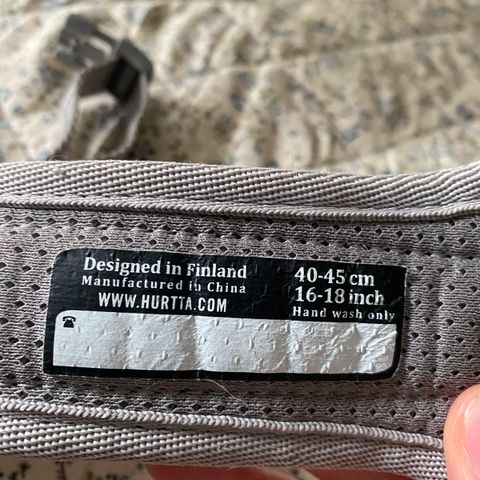 Designed in Finland
Manufactured in China
WWW.HURTTA.COM
40-45 cm
16-18 inch
Hand wash only